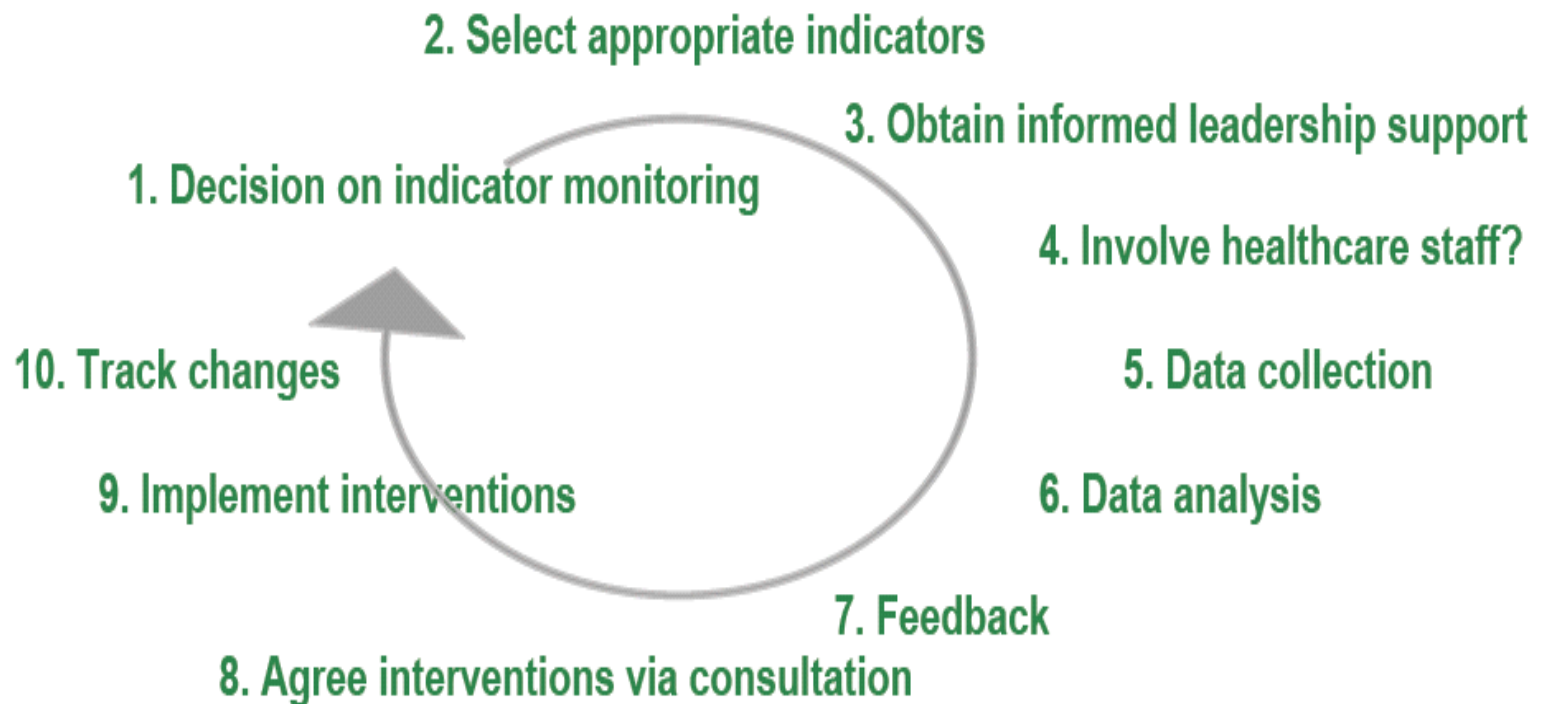 2. Select appropriate indicators
3. Obtain informed leadership support
1. Decision on indicator monitoring
4. Involve healthcare staff?
10. Track changes
5. Data collection
9. Implement interventions
6. Data analysis
7. Feedback
8. Agree interventions via consultation